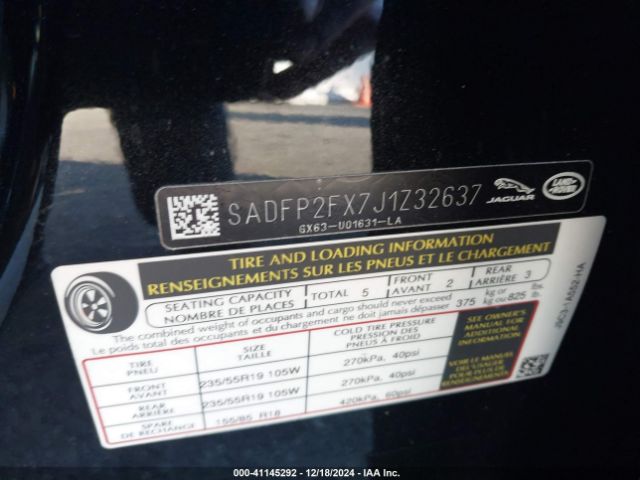 SADFP2FX7J1Z32637
GX63-U01631-LA
JAGUAR
LAND ROVER
TIRE AND LOADING INFORMATION
RENSEIGNEMENTS SUR LES PNEUS ET LE CHARGEMENT
SEATING CAPACITY
NOMBRE DE PLACES
TOTAL 5
FRONT
AVANT 2
REAR
ARRIÈRE 3
The combined weight of occupants and cargo should never exceed 375 kg or 825 lbs.
Le poids total des occupants et du chargement ne doit jamais dépasser 375 kg ou 825 lb.
TIRE
PNEU
SIZE
TAILLE
COLD TIRE PRESSURE
PRESSION DES
PNEUS À FROID
FRONT
AVANT
235/55R19 105W
270kPa, 40psi
REAR
ARRIÈRE
235/55R19 105W
270kPa, 40psi
SPARE
DE RECHANGE
155/85 R18
420kPa, 60psi
SEE OWNER'S
MANUAL FOR
ADDITIONAL
INFORMATION
VOIR LE MANUEL
DE L'USAGER
POUR PLUS DE
RENSEIGNEMENTS
000-41145292 - 12/18/2024 - IAA Inc.